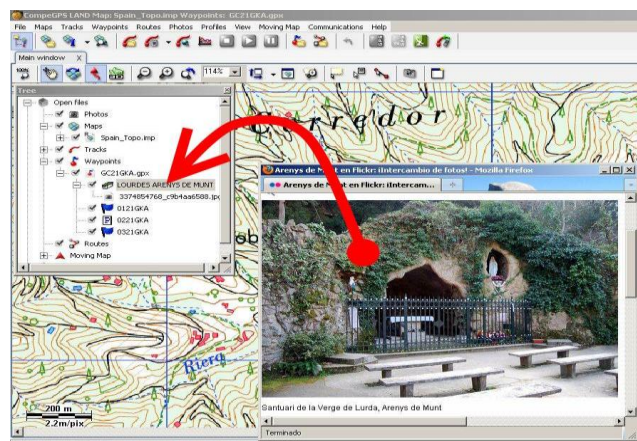 CompeGPS LAND Map: Spain_Topo.imp Waypoints: GC21GKA.gpx
File Maps Tracks Waypoints Routes Photos Profiles View Moving Map Communications Help
Main window X
114%
Tree
Open files
Photos
Maps
Spain_Topo.imp
Tracks
Waypoints
GC21GKA.gpx
LOURDES ARENYS DE MUNT
3374854768_c9b4aa6588.jpg
0121GKA
0221GKA
0321GKA
Routes
Moving Map
Corredor
Arenys de Munt en Flickr: ¡Intercambio de fotos! - Mozilla Firefox
Arenys de Munt en Flickr: ¡Intercam...
Santuari de la Verge de Lurda, Arenys de Munt
Terminado
Riera
200 m
2.2m/pix